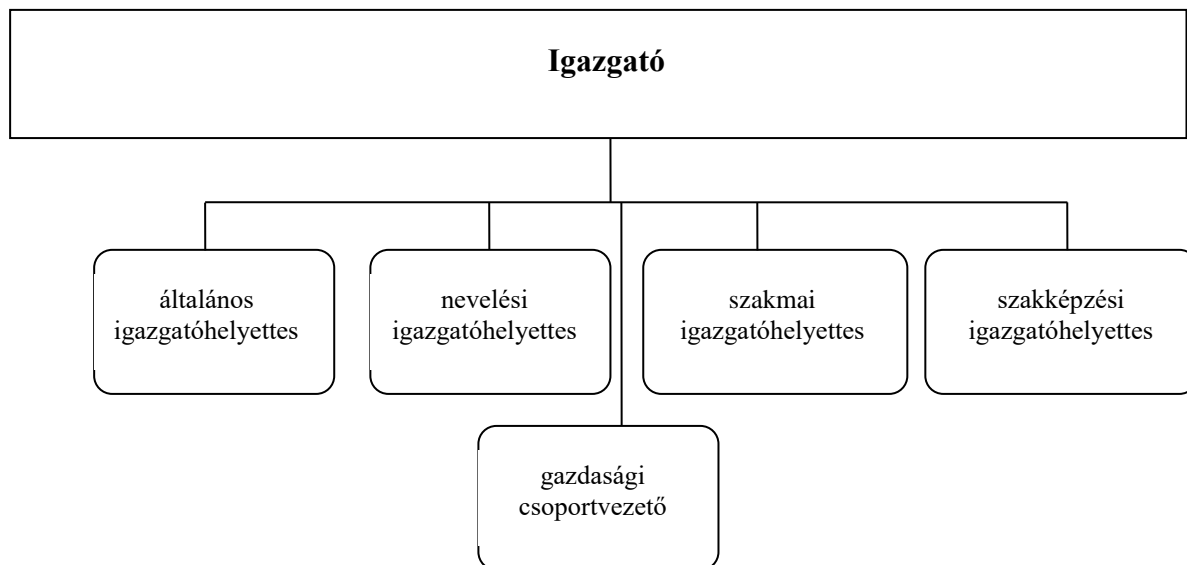 Igazgató
általános
igazgatóhelyettes
nevelési
igazgatóhelyettes
szakmai
igazgatóhelyettes
szakképzési
igazgatóhelyettes
gazdasági
csoportvezető